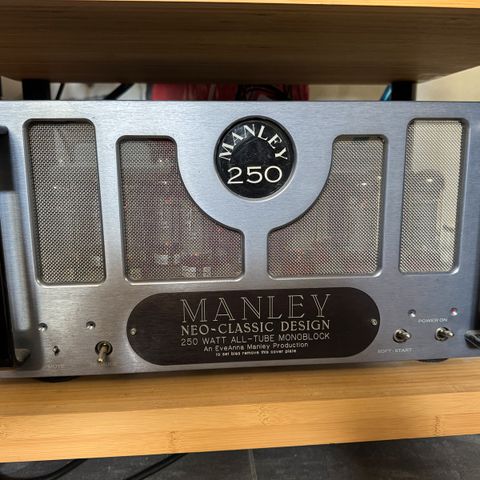 MANLEY
250
MANLEY
NEO-CLASSIC DESIGN
250 WATT ALL-TUBE MONOBLOCK
An EveAnna Manley Production
to set bias remove this cover plate
POWER ON
MUTE
SOFT-START